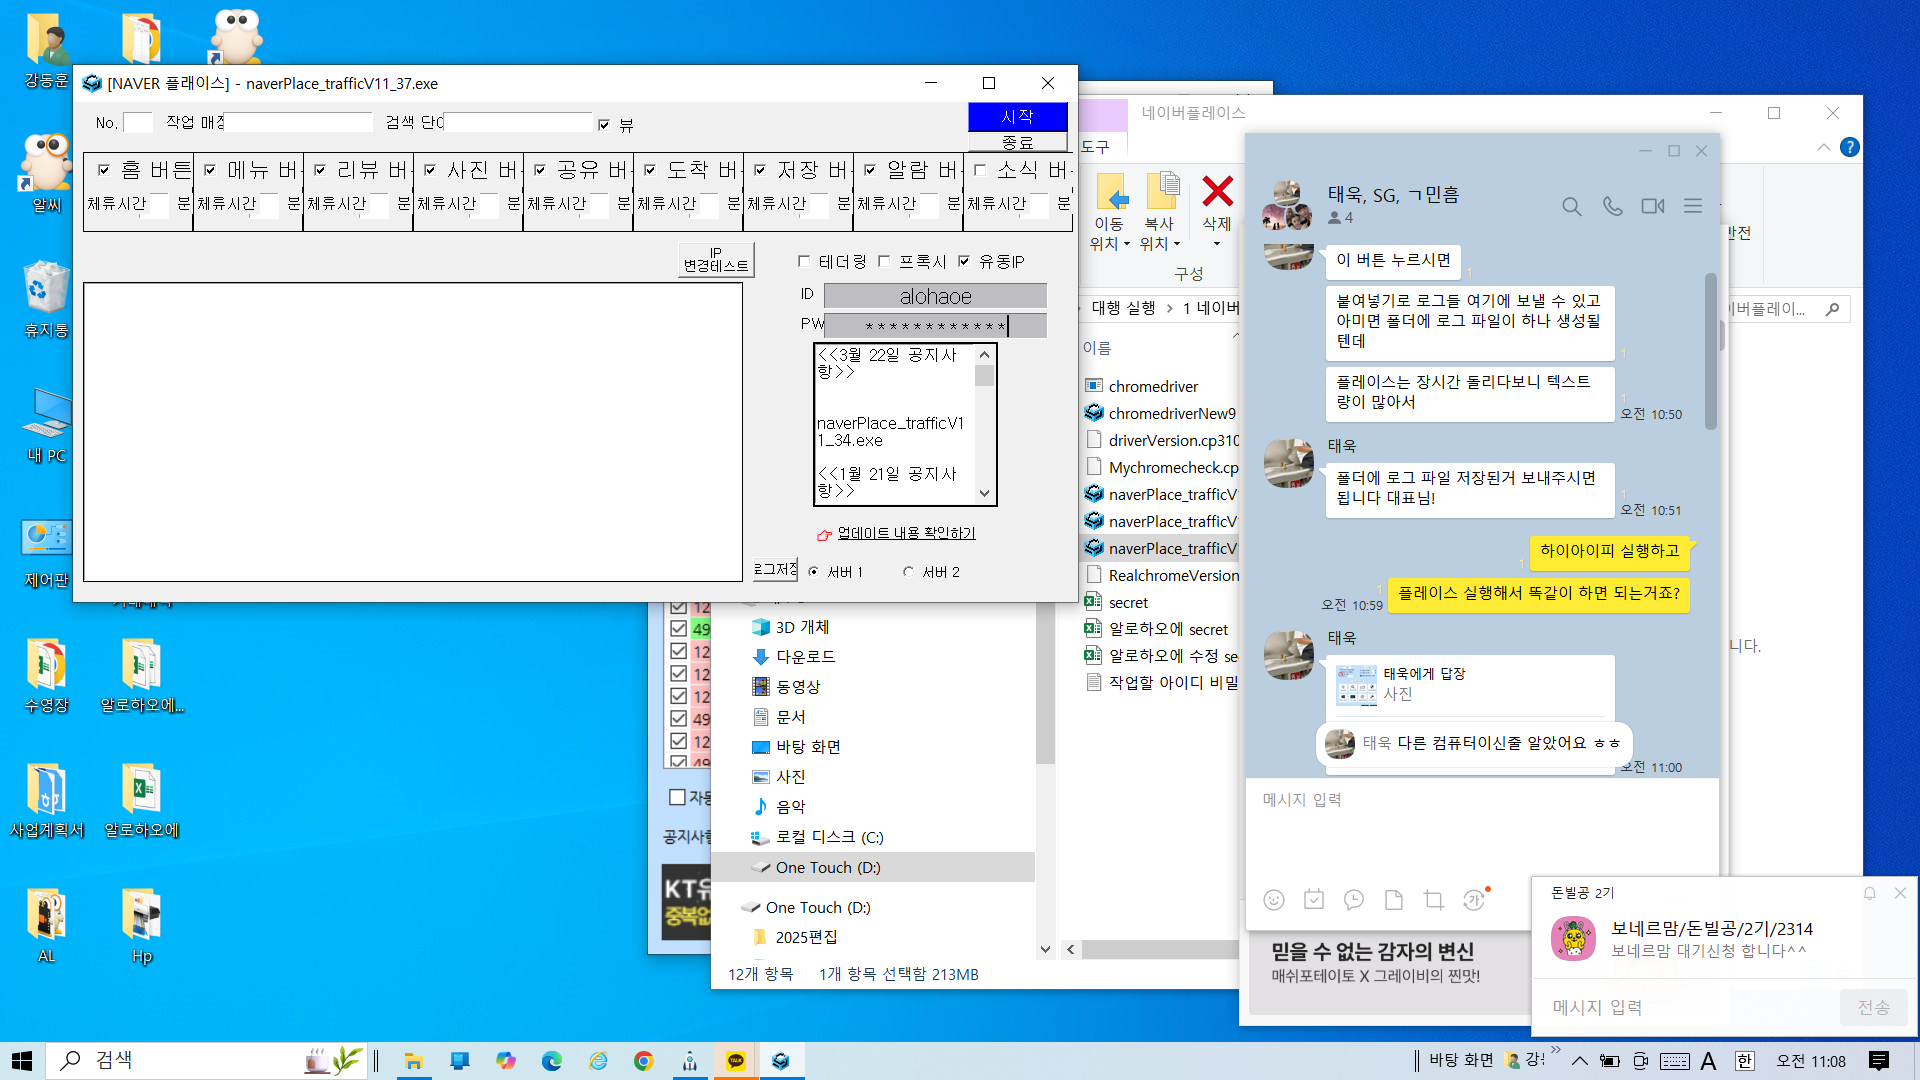 강동훈
알씨
휴지통
내 PC
제어판
수영장
알로하오에...
사업계획서
알로하오에
AL
Hp
[NAVER 플래이스] - naverPlace_trafficV11_37.exe
No.
작업 매장
검색 단어
뷰
시작
종료
홈 버튼
메뉴 버
리뷰 버
사진 버
공유 버
도착 버
저장 버
알람 버
소식 버
체류시간 분
체류시간 분
체류시간 분
체류시간 분
체류시간 분
체류시간 분
체류시간 분
체류시간 분
체류시간 분
IP
변경테스트
테더링
프록시
유동IP
ID alohaoe
PW ************
<<3월 22일 공지사
항>>
naverPlace_trafficV1
1_34.exe
<<1월 21일 공지사
항>>
업데이트 내용 확인하기
로그저장
서버 1
서버 2
12
49
12
12
12
49
12
49
자동
공지사항
KT유
중복없
3D 개체
다운로드
동영상
문서
바탕 화면
사진
음악
로컬 디스크 (C:)
One Touch (D:)
One Touch (D:)
2025편집
12개 항목
1개 항목 선택함 213MB
네이버플레이스
도구
이동
위치
복사
위치
삭제
구성
반전
대행 실행 > 1 네이버
이버플레이...
이름
chromedriver
chromedriverNew9
driverVersion.cp310
Mychromecheck.cp
naverPlace_trafficV
naverPlace_trafficV
naverPlace_trafficV
RealchromeVersion
secret
알로하오에 secret
알로하오에 수정 se
작업할 아이디 비밀
니다.
태욱, SG, ㄱ민흠
4
이 버튼 누르시면
1
붙여넣기로 로그들 여기에 보낼 수 있고
아미면 폴더에 로그 파일이 하나 생성될
텐데
1
플레이스는 장시간 돌리다보니 텍스트
량이 많아서
1
오전 10:50
태욱
폴더에 로그 파일 저장된거 보내주시면
됩니다 대표님!
1
오전 10:51
하이아이피 실행하고
1
플레이스 실행해서 똑같이 하면 되는거죠?
1
오전 10:59
태욱
태욱에게 답장
사진
태욱 다른 컴퓨터이신줄 알았어요 ㅎㅎ
오전 11:00
메시지 입력
믿을 수 없는 감자의 변신
매쉬포테이토 X 그레이비의 찐맛!
돈빌공 2기
보네르맘/돈빌공/2기/2314
보네르맘 대기신청 합니다^^
메시지 입력
전송
검색
TALK
바탕 화면
강동
A
한
오전 11:08